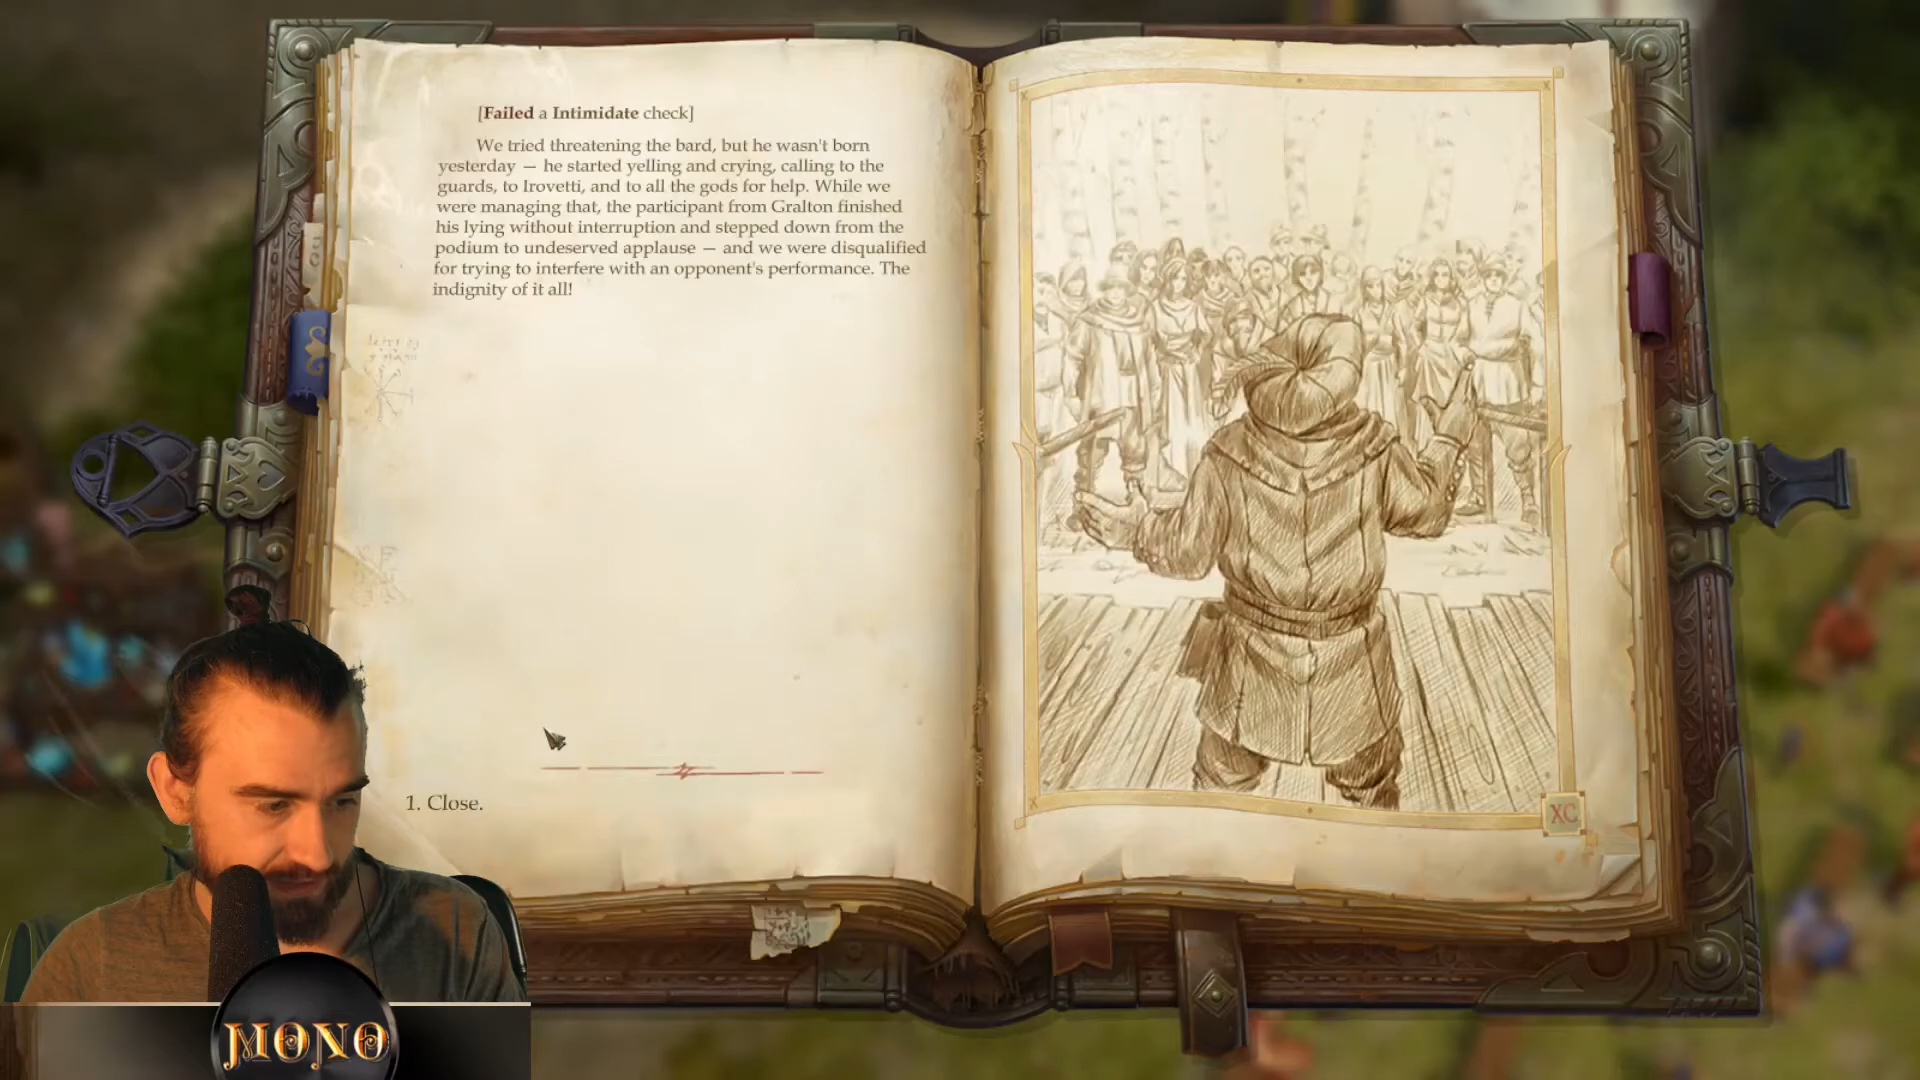 [Failed a Intimidate check]
We tried threatening the bard, but he wasn't born
yesterday — he started yelling and crying, calling to the
guards, to Irovetti, and to all the gods for help. While we
were managing that, the participant from Gralton finished
his lying without interruption and stepped down from the
podium to undeserved applause — and we were disqualified
for trying to interfere with an opponent's performance. The
indignity of it all!
1. Close.
XC
MONO